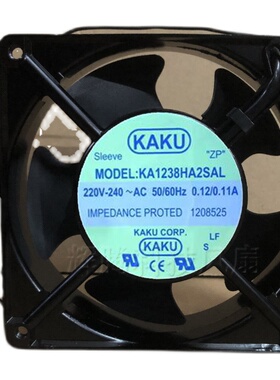 KAKU
Sleeve "ZP"
MODEL:KA1238HA2SAL
220V-240 ~ AC 50/60Hz 0.12/0.11A
IMPEDANCE PROTED 1208525
KAKU CORP.
KAKU
LF
S